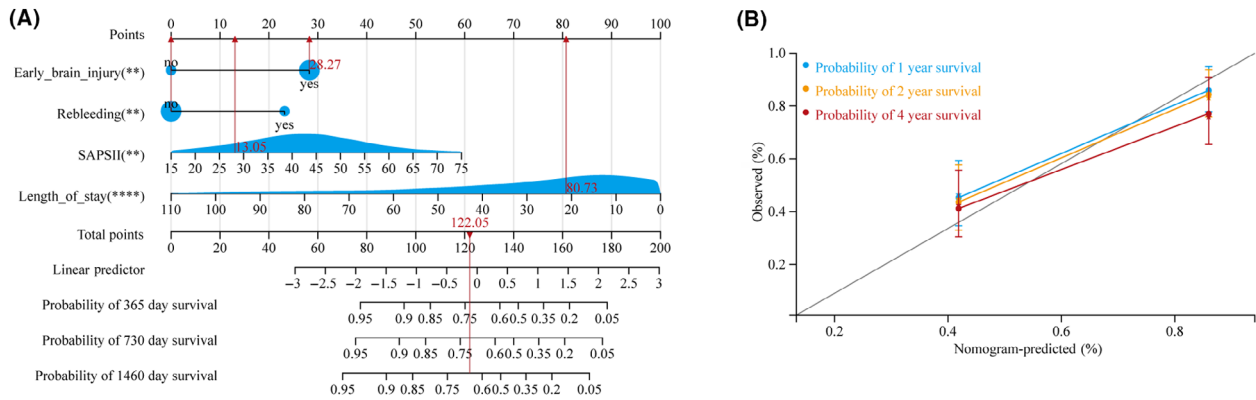 (A)
0 10 20 30 40 50 60 70 80 90 100
Points
no
Early_brain_injury(**)
28.27
yes
no
Rebleeding(**)
yes
13.05
SAPSII(**)
15 20 25 30 35 40 45 50 55 60 65 70 75
80.73
Length_of_stay(****)
110 100 90 80 70 60 50 40 30 20 10 0
122.05
Total points
0 20 40 60 80 100 120 140 160 180 200
Linear predictor
−3 −2.5 −2 −1.5 −1 −0.5 0 0.5 1 1.5 2 2.5 3
Probability of 365 day survival
0.95 0.9 0.85 0.75 0.60.5 0.35 0.2 0.05
Probability of 730 day survival
0.95 0.9 0.85 0.75 0.60.5 0.35 0.2 0.05
Probability of 1460 day survival
0.95 0.9 0.85 0.75 0.60.5 0.35 0.2 0.05
(B)
1.0
Probability of 1 year survival
Probability of 2 year survival
0.8
Probability of 4 year survival
0.6
Observed (%)
0.4
0.2
0.2 0.4 0.6 0.8
Nomogram-predicted (%)